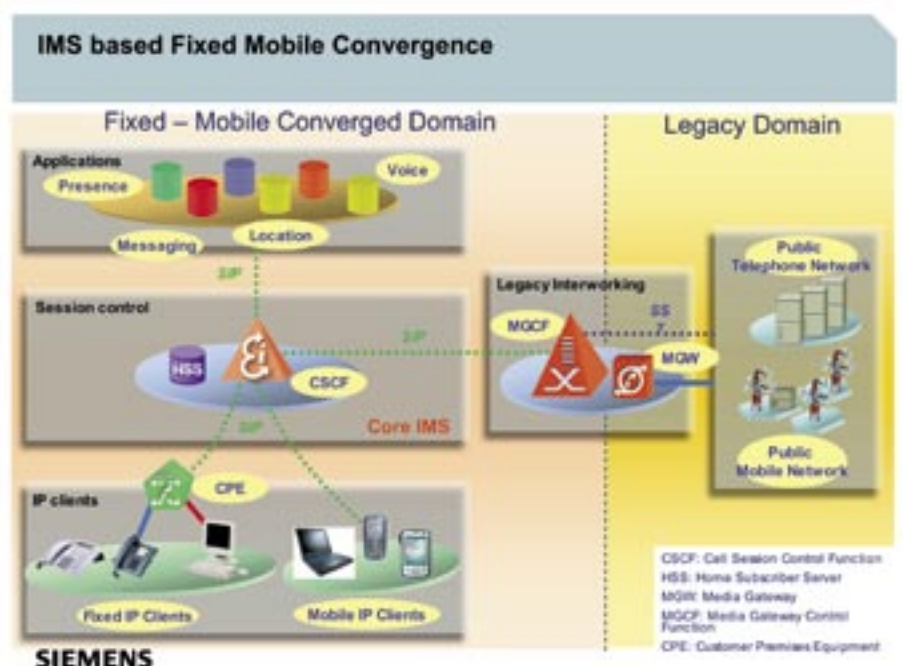 IMS based Fixed Mobile Convergence
Fixed – Mobile Converged Domain
Legacy Domain
Applications
Presence
Voice
Messaging
Location
SIP
Session control
HSS
CSCF
Core IMS
SIP
SIP
Legacy Interworking
MGCF
SS
7
MGW
Public
Telephone Network
Public
Mobile Network
IP clients
CPE
Fixed IP Clients
Mobile IP Clients
CSCF: Call Session Control Function
HSS: Home Subscriber Server
MGW: Media Gateway
MGCF: Media Gateway Control
Function
CPE: Customer Premises Equipment
SIEMENS